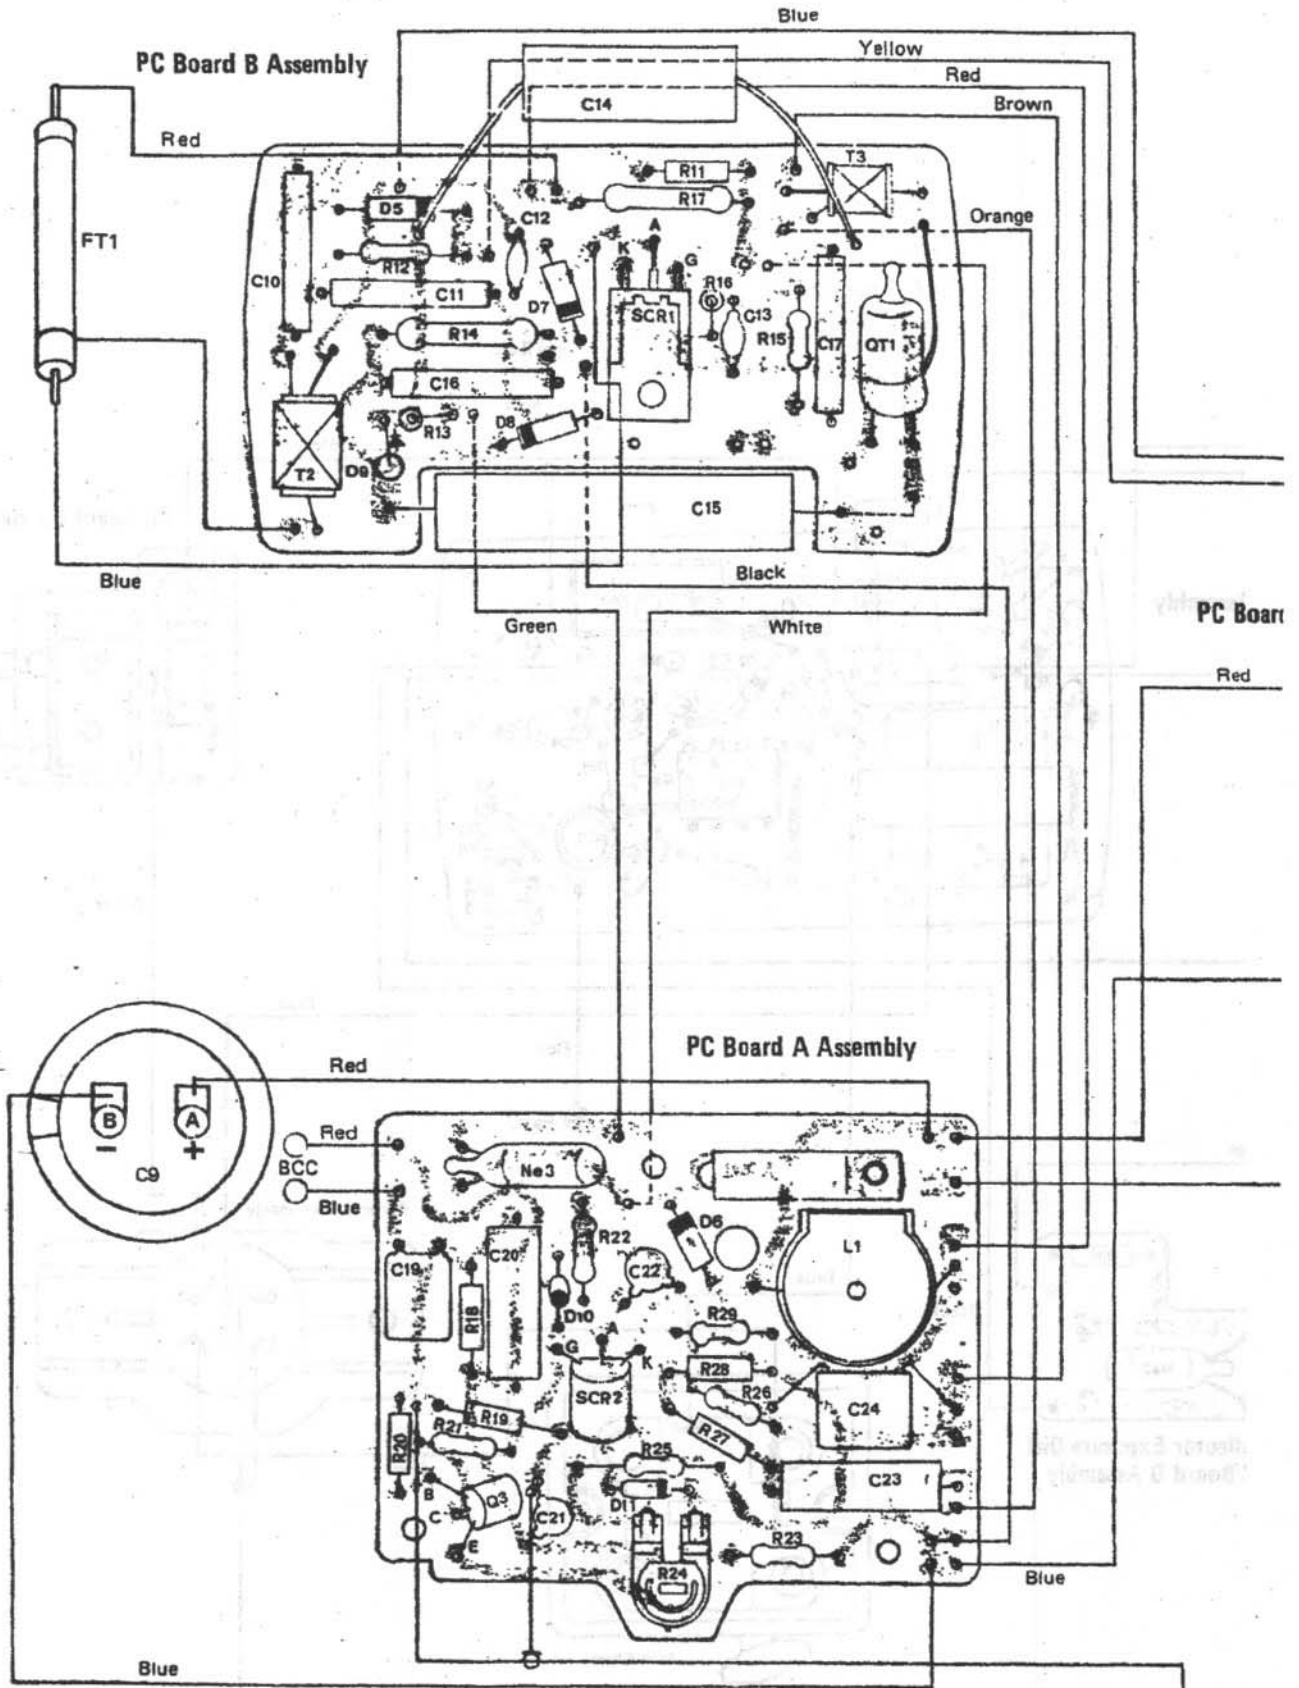 Blue
PC Board B Assembly
Yellow
Red
C14
Brown
Red
T3
R11
R17
D5
C12
Orange
FT1
A
K
G
R12
C10
C11
D7
R16
SCR1
C13
R14
R15
C17
QT1
C16
R13
D8
D9
T2
C15
Blue
Black
Green
White
PC Board
Red
PC Board A Assembly
Red
B
A
-
+
C9
Red
BCC
Blue
Ne3
D6
R22
C20
L1
C19
C22
R18
D10
R29
A
G
K
R28
SCR2
R26
C24
R19
R21
R20
R27
R25
C23
B
Q3
D11
C
C21
R23
E
R24
Blue
Blue